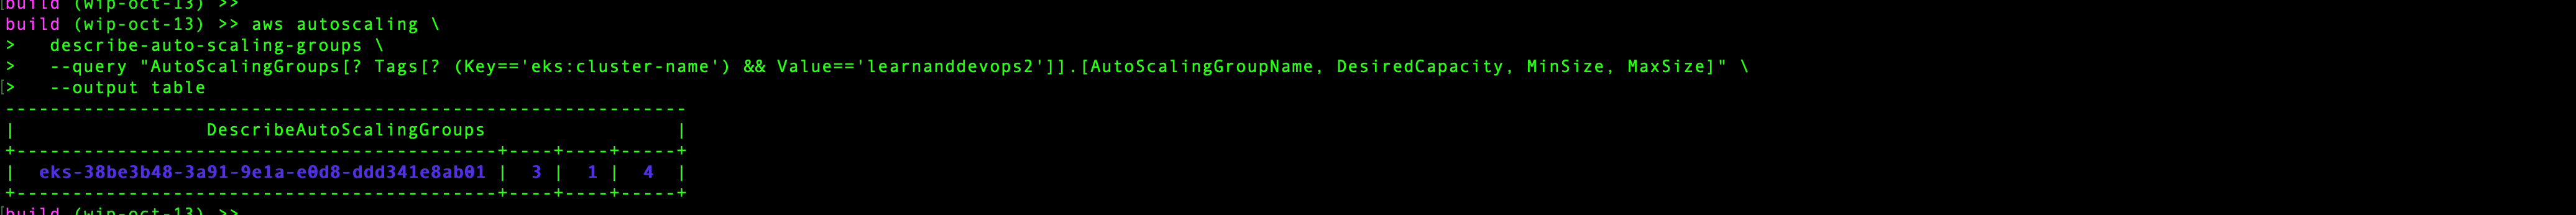 build (wip-oct-13) >>
build (wip-oct-13) >> aws autoscaling \
>   describe-auto-scaling-groups \
>   --query "AutoScalingGroups[? Tags[? (Key=='eks:cluster-name') && Value=='learnanddevops2']].[AutoScalingGroupName, DesiredCapacity, MinSize, MaxSize]" \
>   --output table
-------------------------------------------------------------
|                 DescribeAutoScalingGroups                 |
+-------------------------------------------+----+----+-----+
|  eks-38be3b48-3a91-9e1a-e0d8-ddd341e8ab01 |  3 |  1 |  4  |
+-------------------------------------------+----+----+-----+
build (wip-oct-13) >>